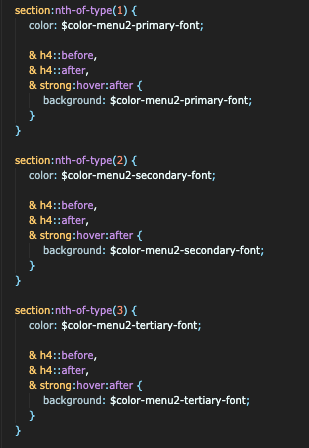 section:nth-of-type(1) {
color: $color-menu2-primary-font;
& h4::before,
& h4::after,
& strong:hover:after {
background: $color-menu2-primary-font;
}
}
section:nth-of-type(2) {
color: $color-menu2-secondary-font;
& h4::before,
& h4::after,
& strong:hover:after {
background: $color-menu2-secondary-font;
}
}
section:nth-of-type(3) {
color: $color-menu2-tertiary-font;
& h4::before,
& h4::after,
& strong:hover:after {
background: $color-menu2-tertiary-font;
}
}